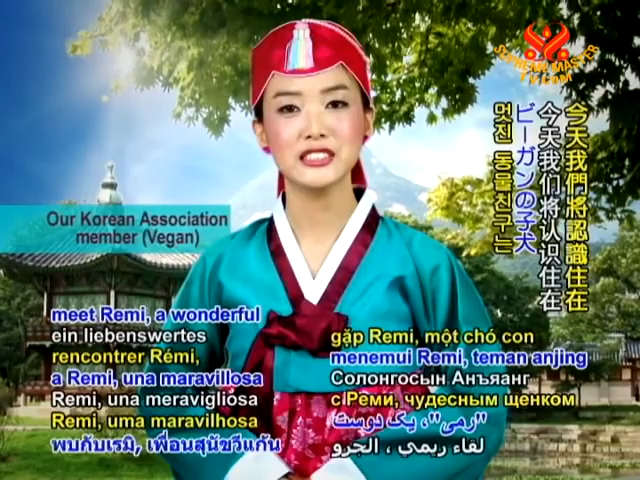 SUPREME MASTER
TV.COM
今天我們將認識住在
今天我们将认识住在
ビーガンの子犬
멋진 동물친구는
Our Korean Association
member (Vegan)
meet Remi, a wonderful
ein liebenswertes
rencontrer Rémi,
a Remi, una maravillosa
Remi, una meravigliosa
Remi, uma maravilhosa
พบกับเรมี, เพื่อนสุนัขวีแก้น
gặp Remi, một chó con
menemui Remi, teman anjing
Солонгосын Анъяанг
с Реми, чудесным щенком
"رمی"، یک دوست
لقاء ريمي ، الجرو